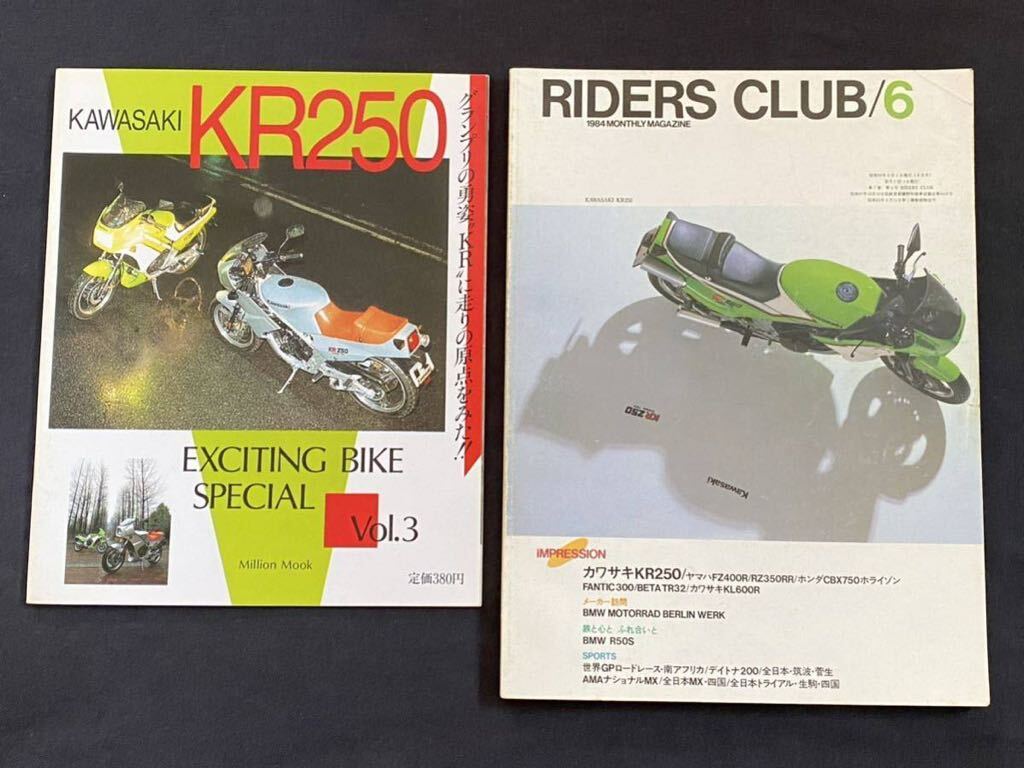 KAWASAKI KR250
グランプリの勇姿〝KR〟に走りの原点をみた!!
KAWASAKI
KR250
EXCITING BIKE
SPECIAL
Vol.3
Million Mook
定価380円
RIDERS CLUB/6
1984 MONTHLY MAGAZINE
KAWASAKI KR250
KR250
Kawasaki
IMPRESSION
カワサキKR250/ヤマハFZ400R/RZ350RR/ホンダCBX750ホライゾン
FANTIC300/BETA TR32/カワサキKL600R
メーカー訪問
BMW MOTORRAD BERLIN WERK
旅と心と ふれ合いと
BMW R50S
SPORTS
世界GPロードレース・南アフリカ/デイトナ200/全日本・筑波・菅生
AMAナショナルMX/全日本MX・四国/全日本トライアル・生駒・四国